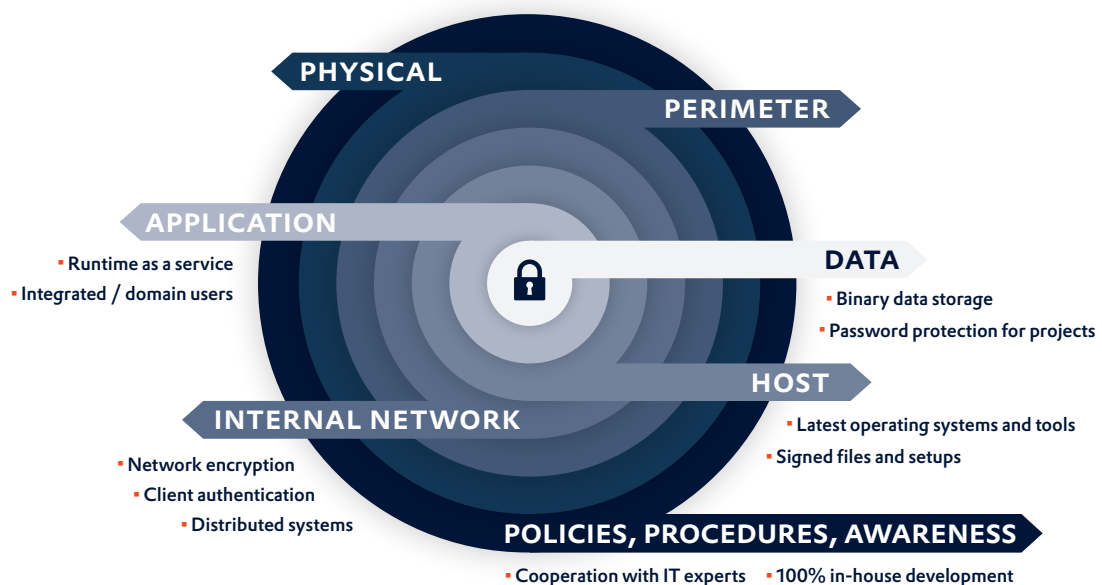 PHYSICAL
PERIMETER
APPLICATION
▪ Runtime as a service
▪ Integrated / domain users
DATA
▪ Binary data storage
▪ Password protection for projects
HOST
▪ Latest operating systems and tools
▪ Signed files and setups
INTERNAL NETWORK
▪ Network encryption
▪ Client authentication
▪ Distributed systems
POLICIES, PROCEDURES, AWARENESS
▪ Cooperation with IT experts ▪ 100% in-house development